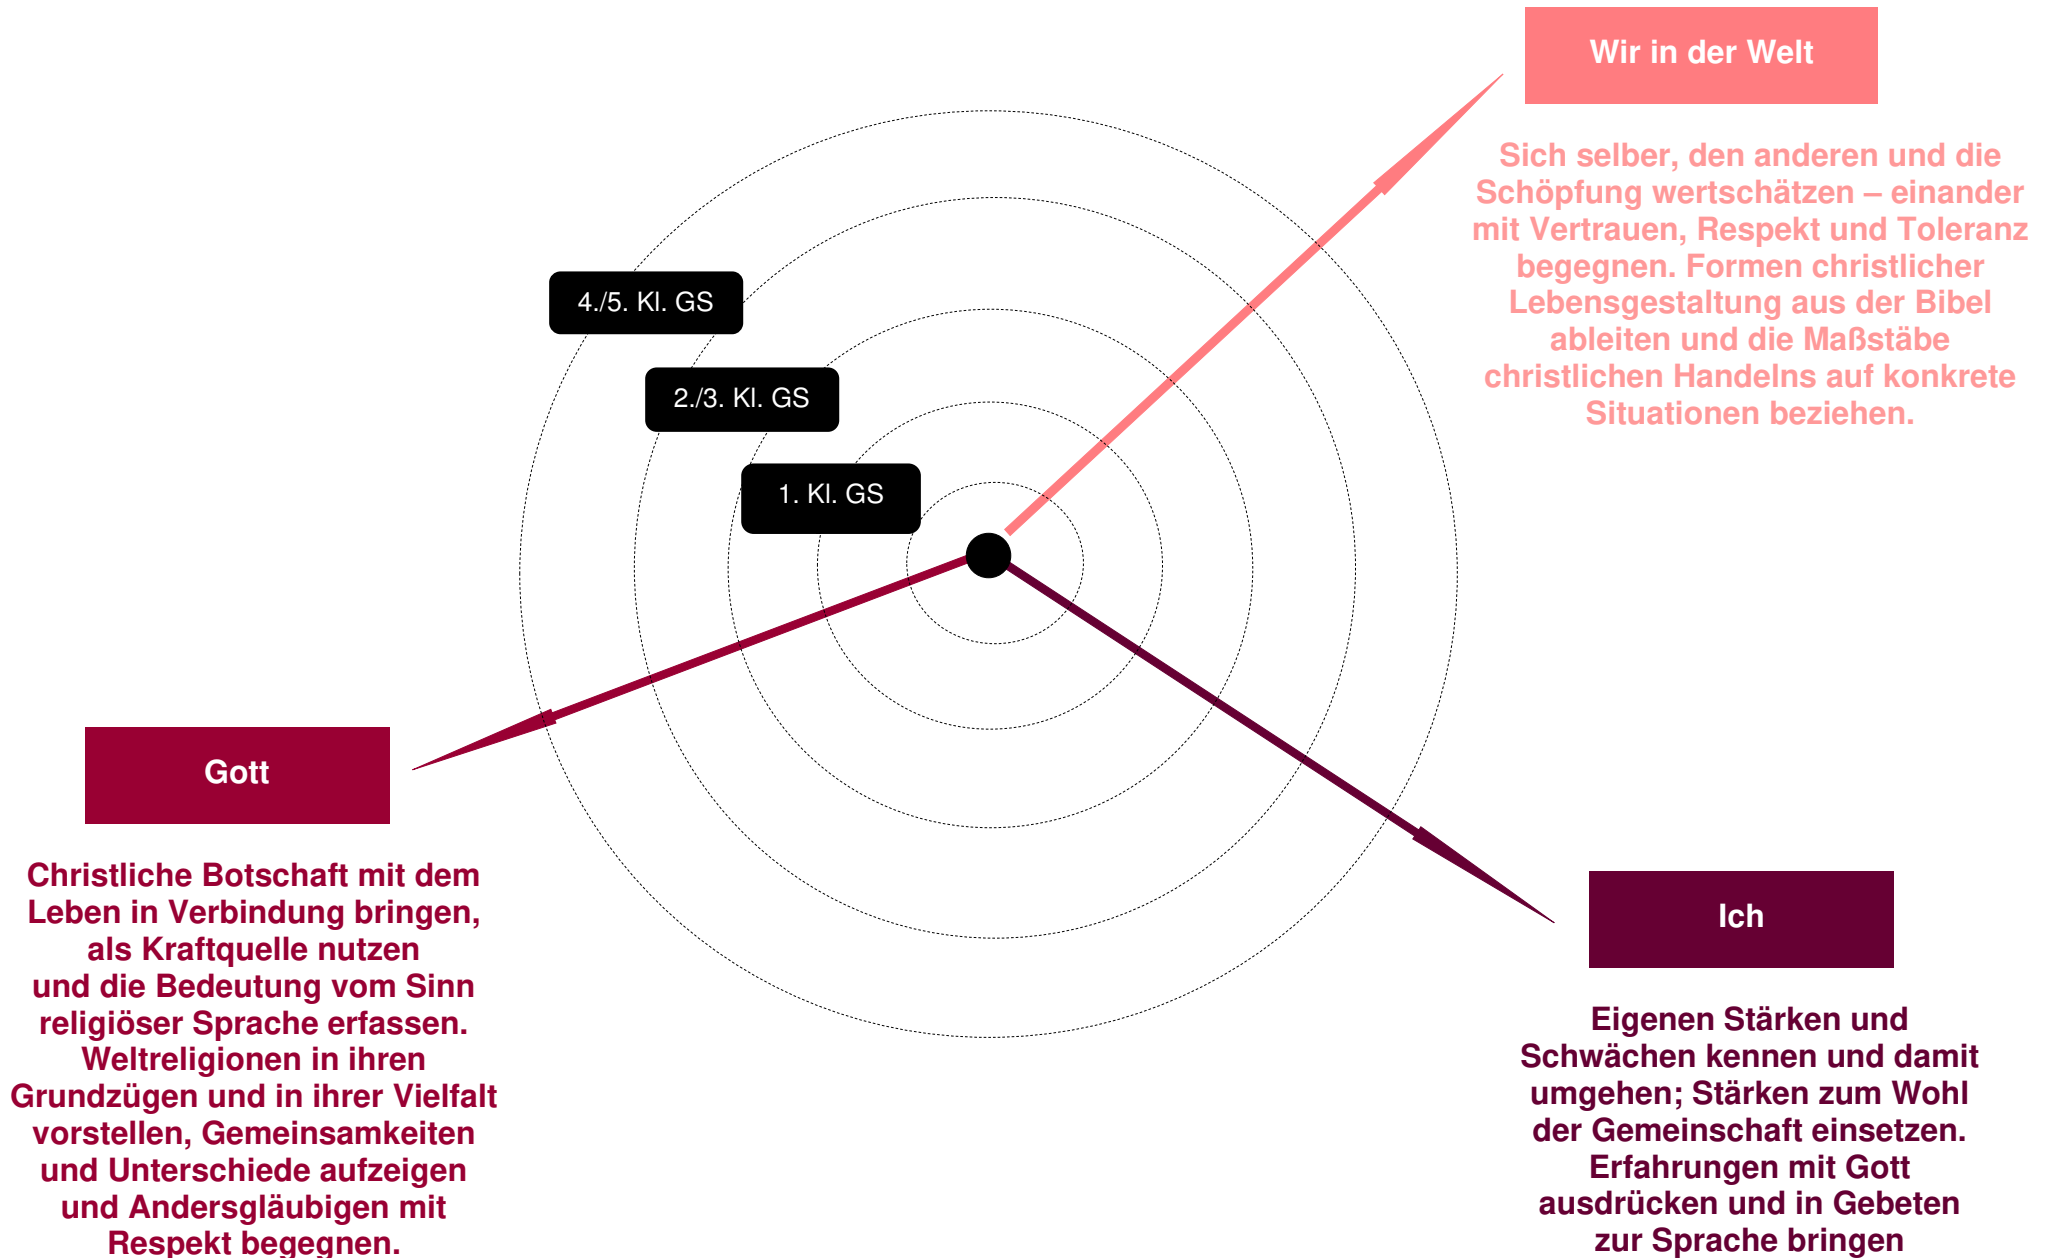 Wir in der Welt
Sich selber, den anderen und die
Schöpfung wertschätzen – einander
mit Vertrauen, Respekt und Toleranz
begegnen. Formen christlicher
Lebensgestaltung aus der Bibel
ableiten und die Maßstäbe
christlichen Handelns auf konkrete
Situationen beziehen.
4./5. Kl. GS
2./3. Kl. GS
1. Kl. GS
Gott
Christliche Botschaft mit dem
Leben in Verbindung bringen,
als Kraftquelle nutzen
und die Bedeutung vom Sinn
religiöser Sprache erfassen.
Weltreligionen in ihren
Grundzügen und in ihrer Vielfalt
vorstellen, Gemeinsamkeiten
und Unterschiede aufzeigen
und Andersgläubigen mit
Respekt begegnen.
Ich
Eigenen Stärken und
Schwächen kennen und damit
umgehen; Stärken zum Wohl
der Gemeinschaft einsetzen.
Erfahrungen mit Gott
ausdrücken und in Gebeten
zur Sprache bringen